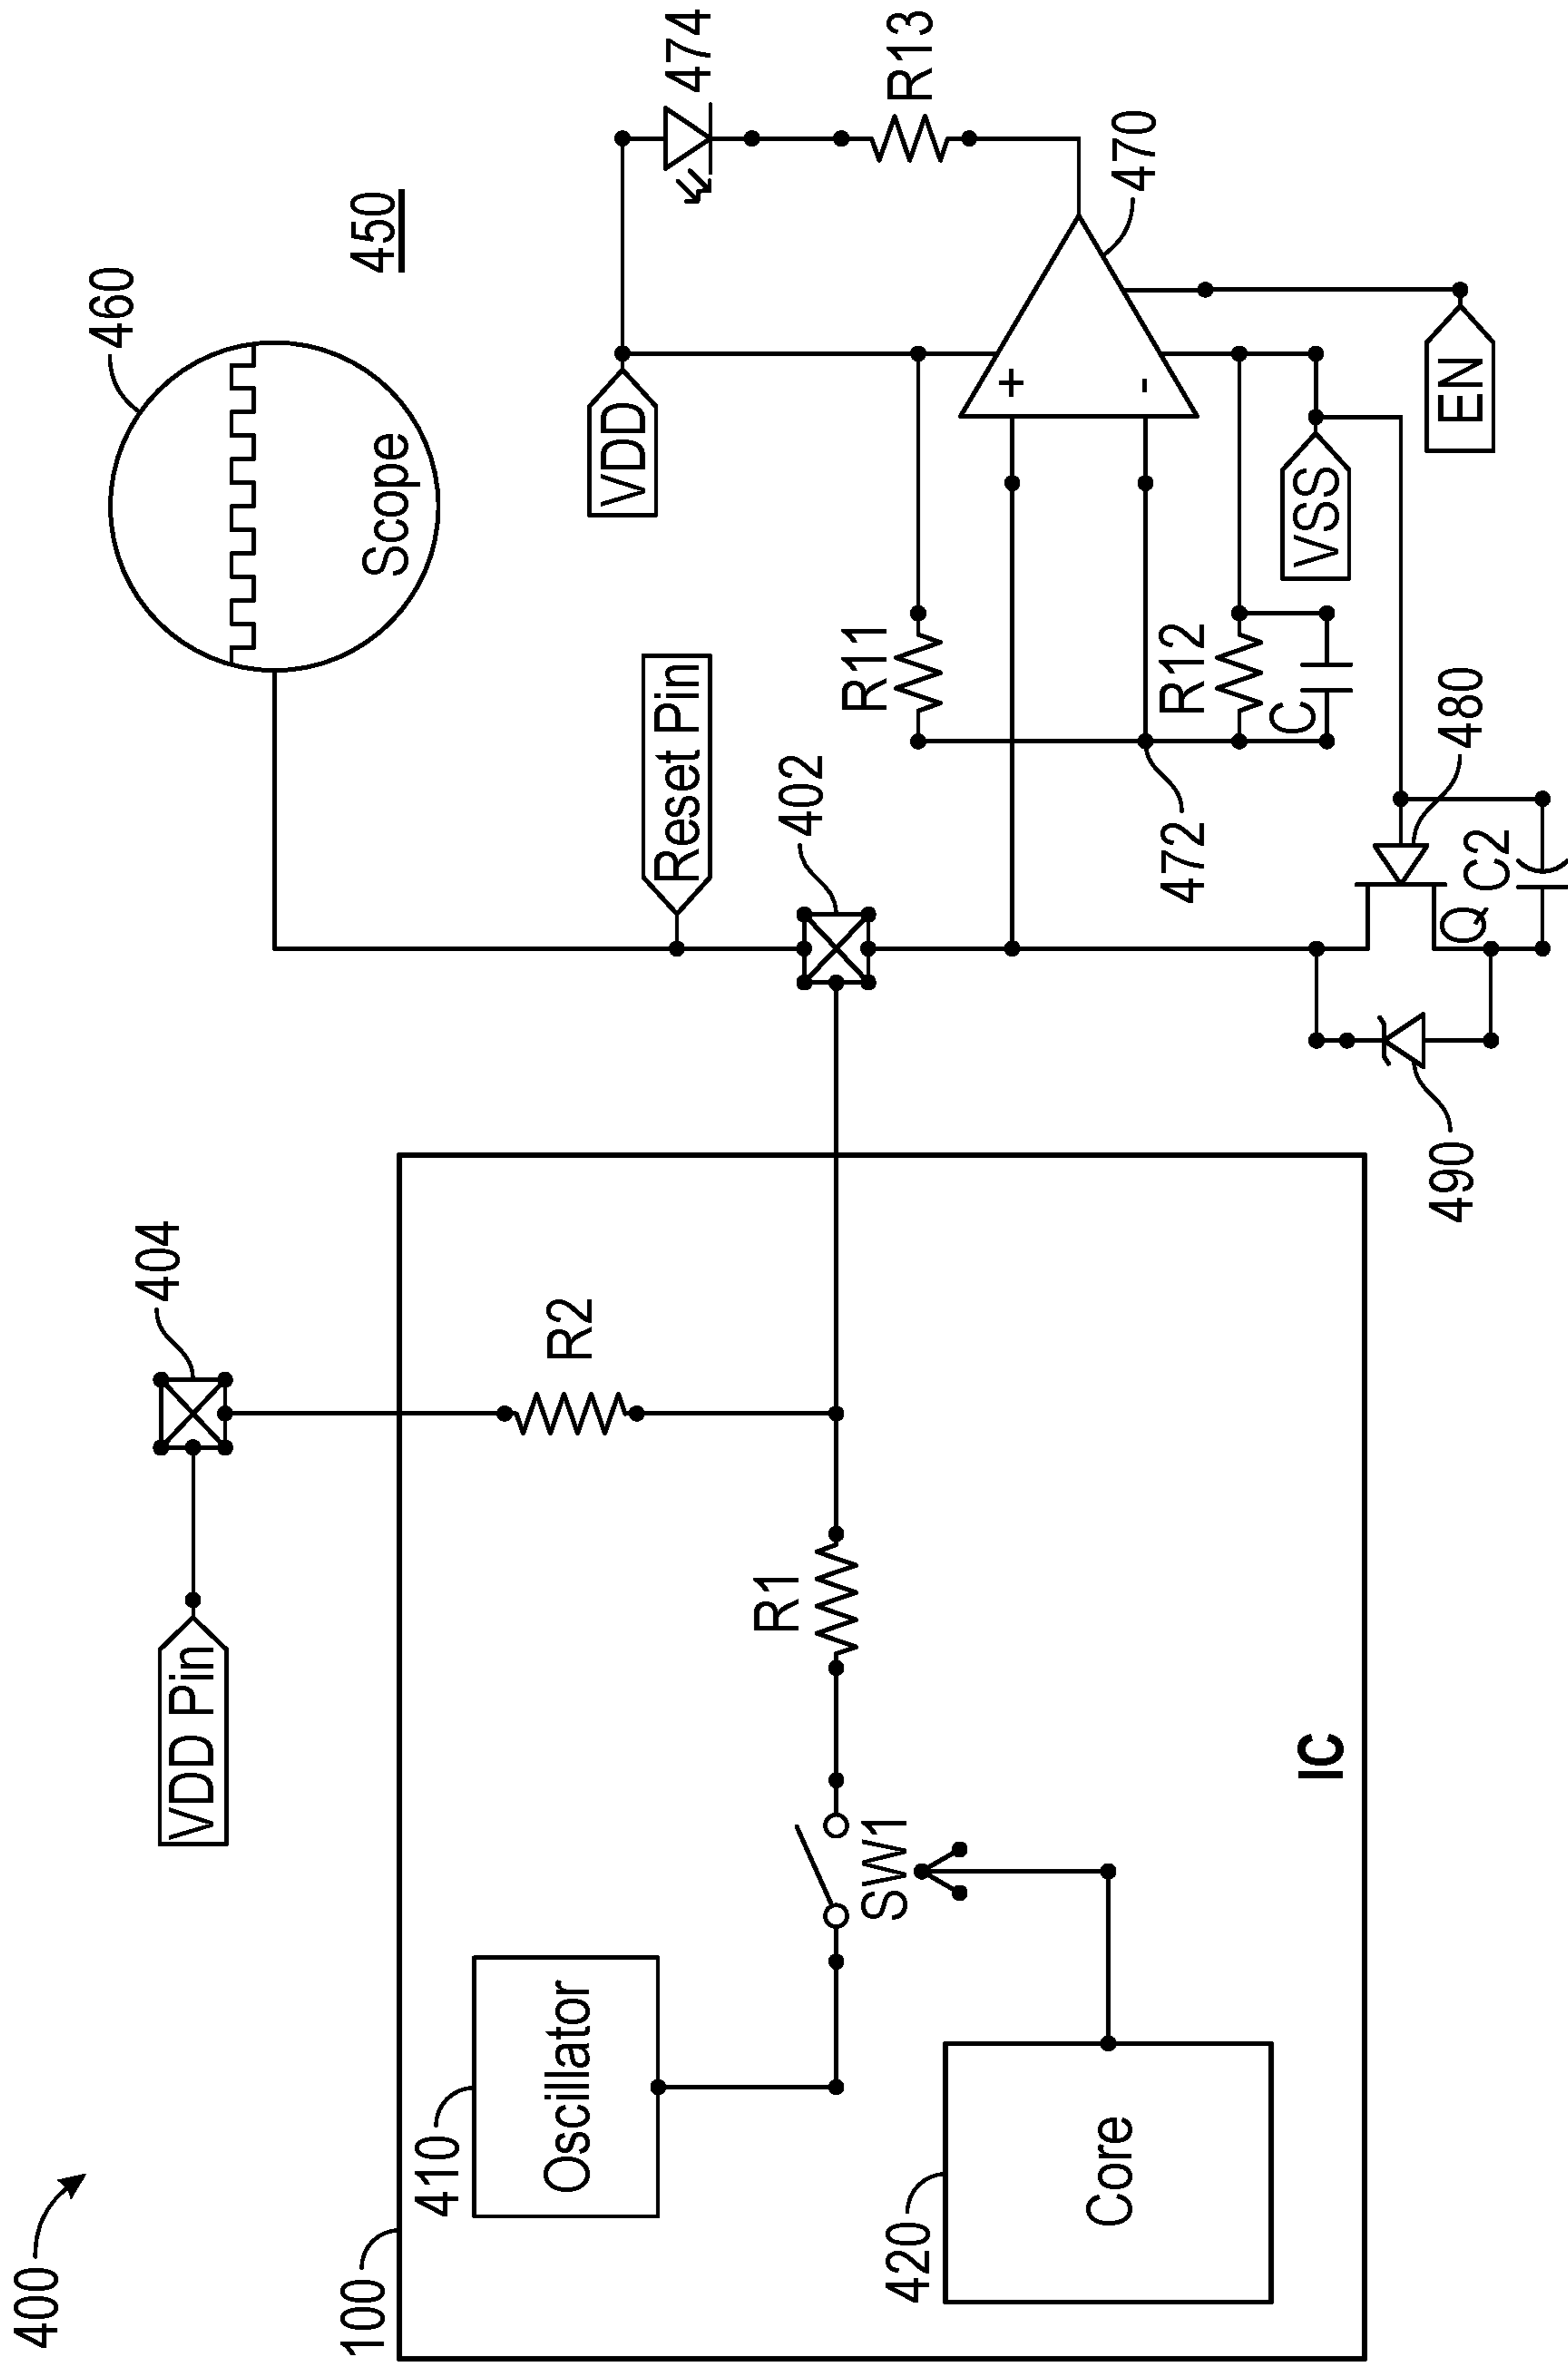 400
100
410
Oscillator
420
Core
SW1
R1
R2
IC
VDD Pin
404
402
Reset Pin
460
Scope
450
VDD
474
R13
470
+
-
R11
R12
C
472
VSS
EN
480
Q
C2
490